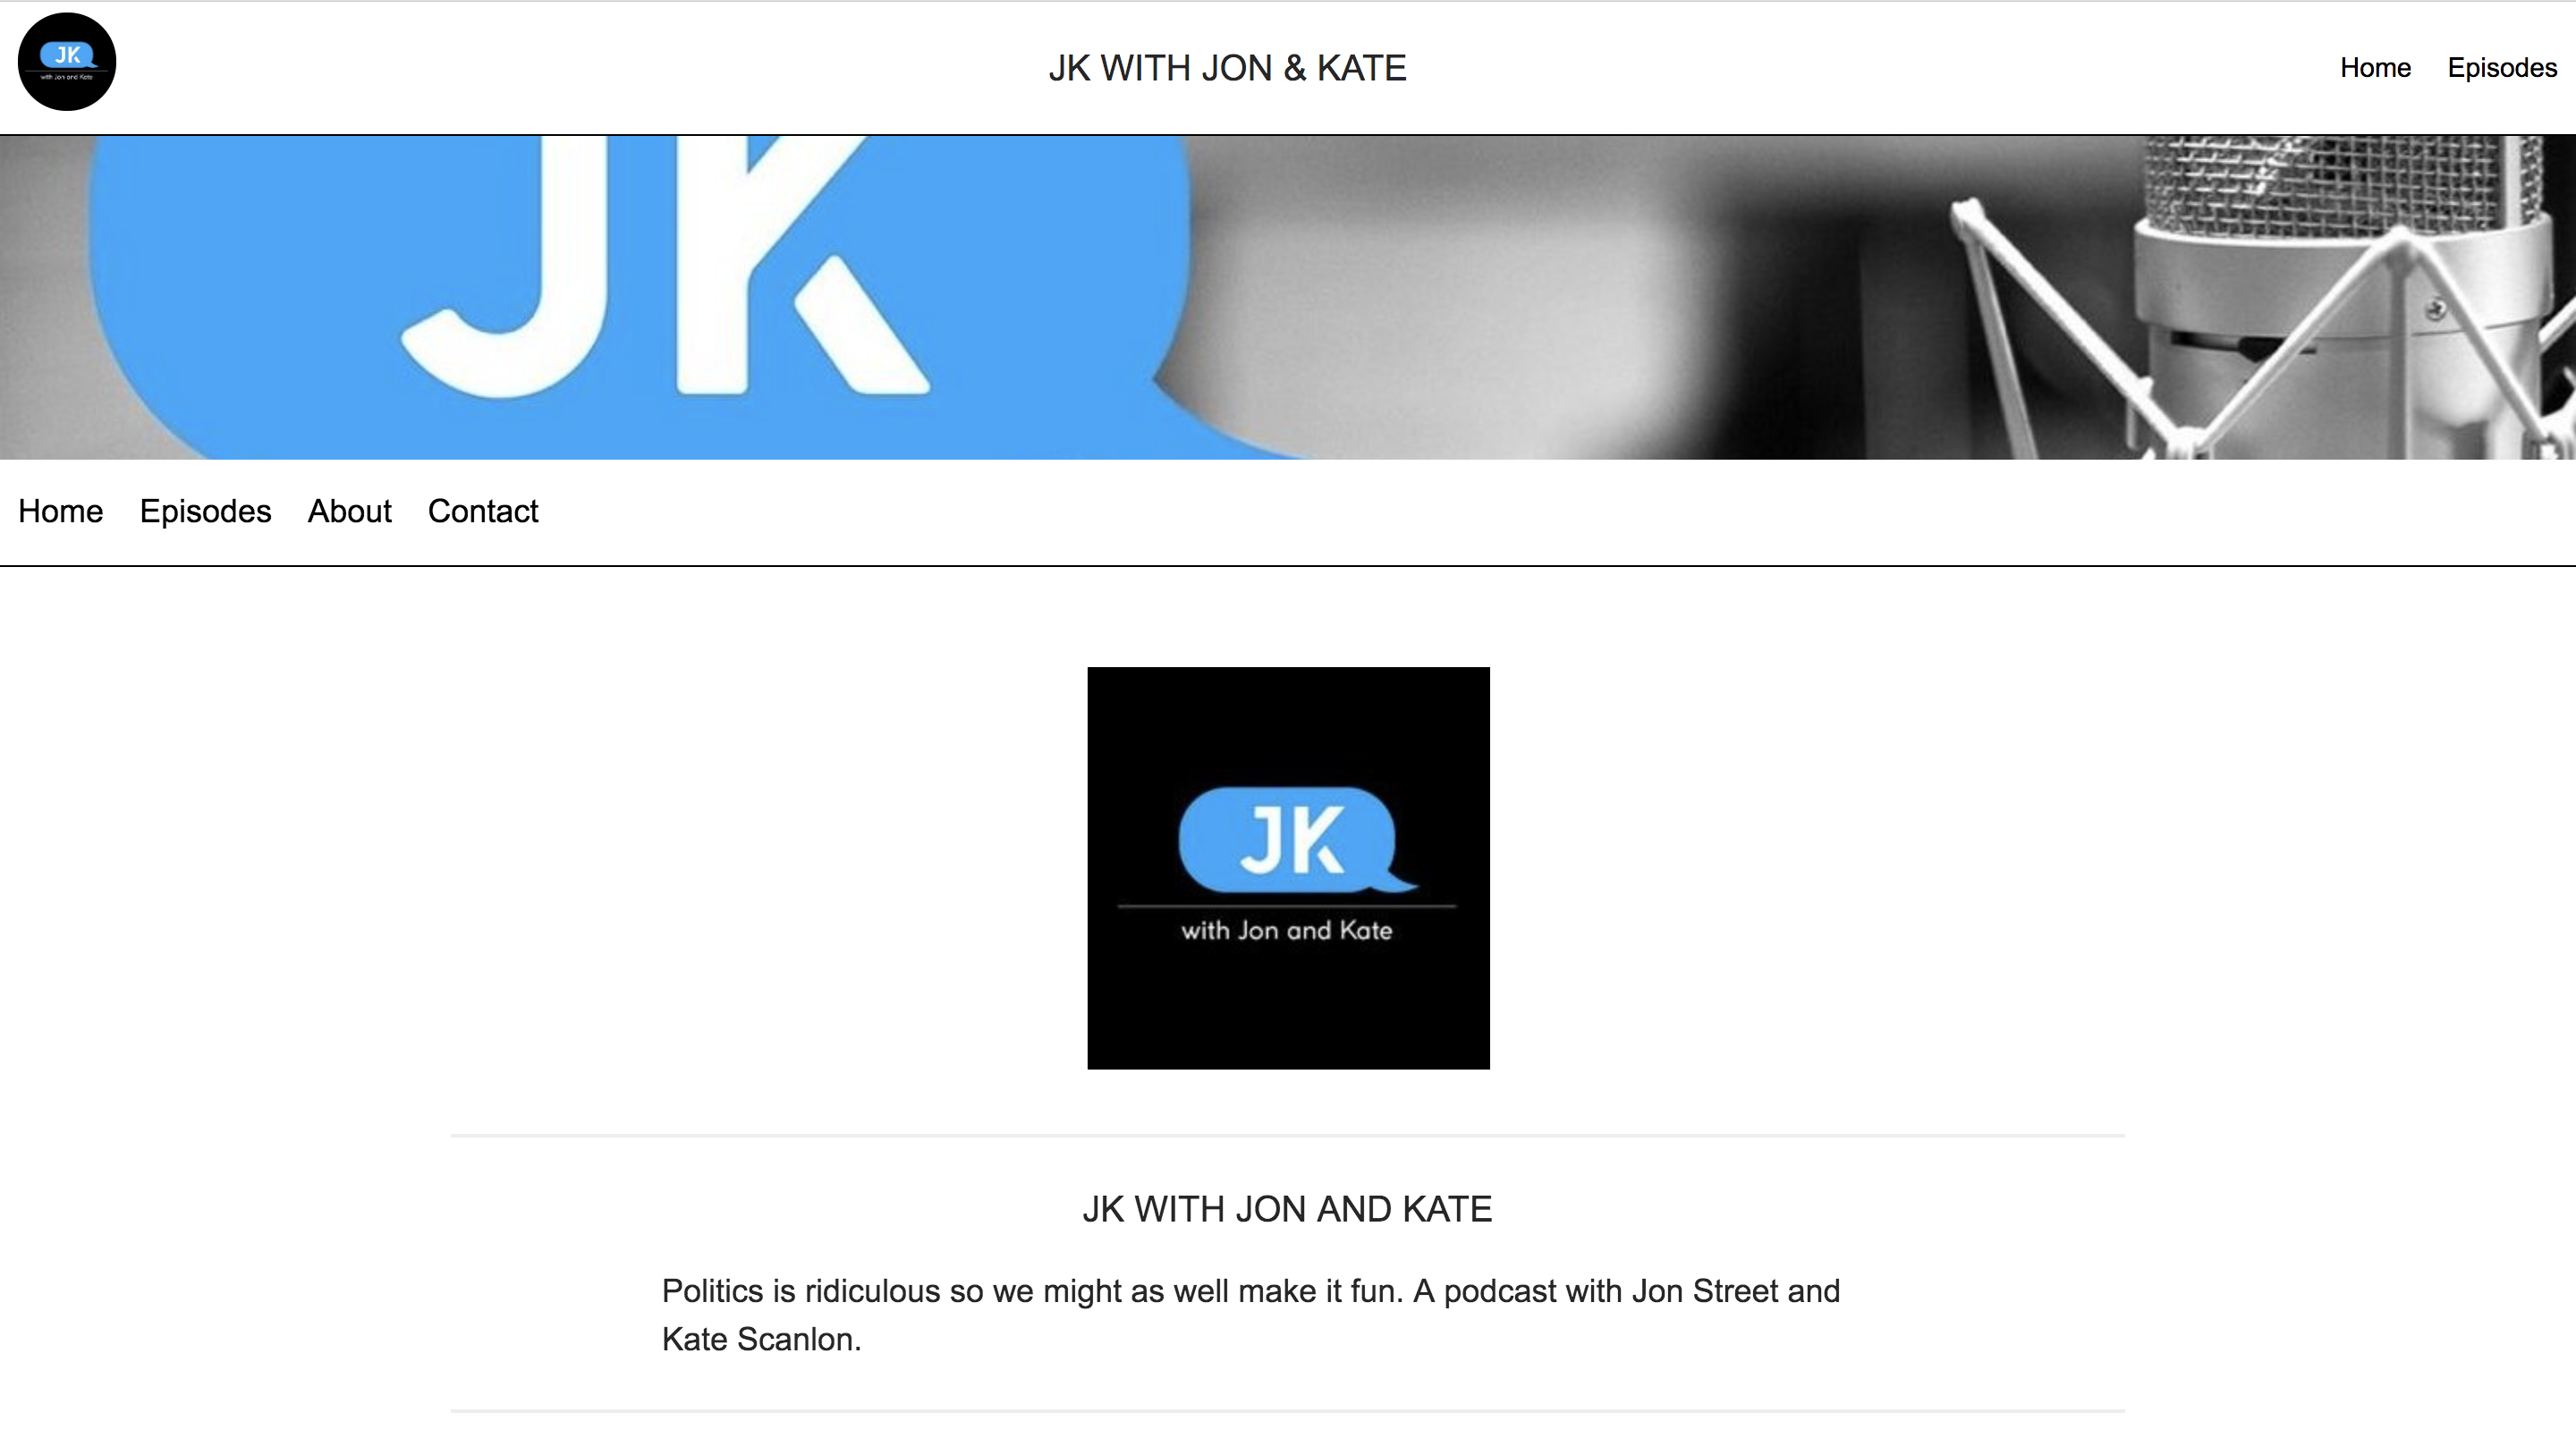 JK
with Jon and Kate
JK WITH JON & KATE
Home Episodes
JK
Home Episodes About Contact
JK
with Jon and Kate
JK WITH JON AND KATE
Politics is ridiculous so we might as well make it fun. A podcast with Jon Street and
Kate Scanlon.